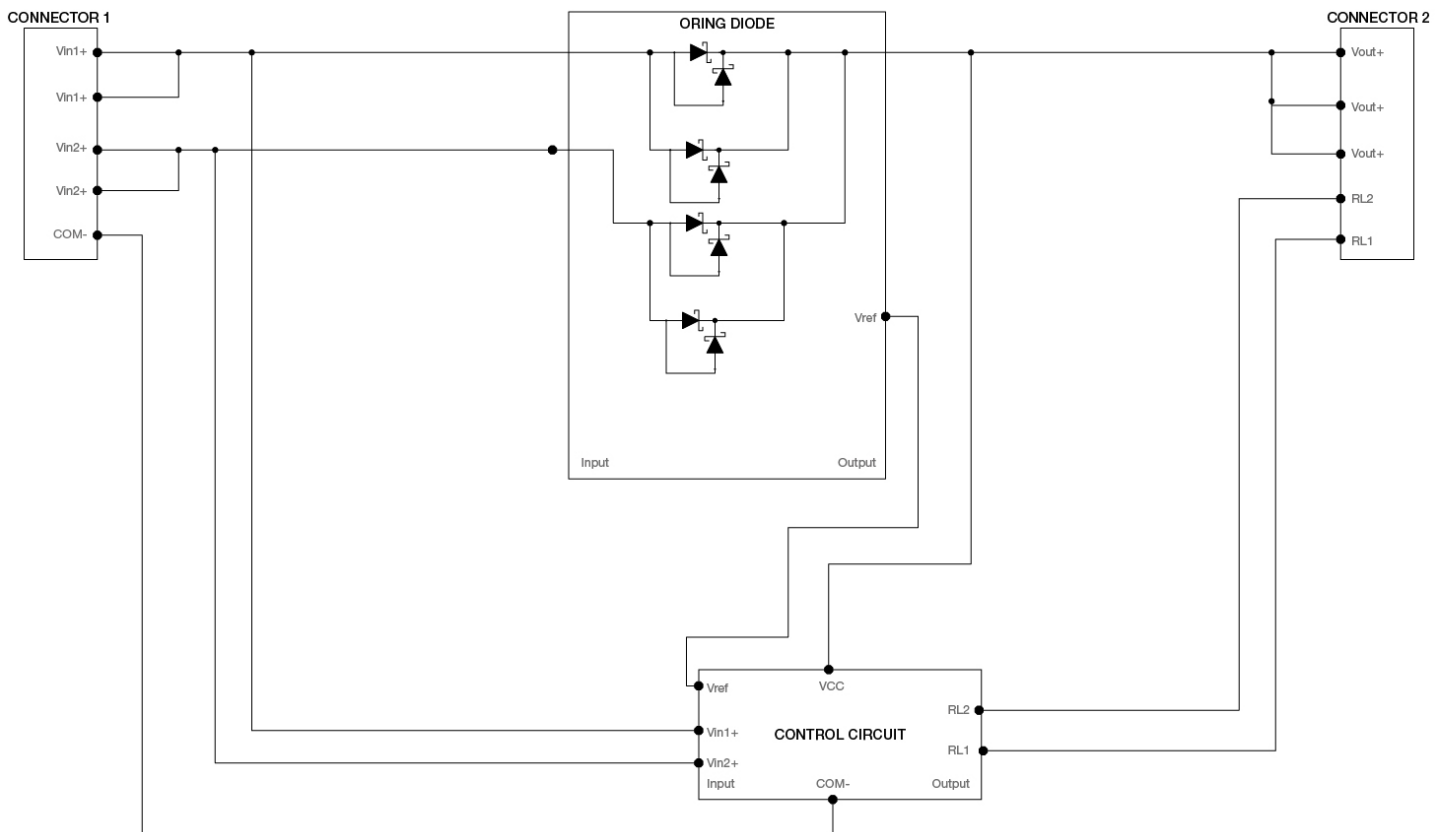 CONNECTOR 1
Vin1+
Vin1+
Vin2+
Vin2+
COM-
ORING DIODE
Vref
Input
Output
CONNECTOR 2
Vout+
Vout+
Vout+
RL2
RL1
Vref
VCC
RL2
Vin1+
CONTROL CIRCUIT
RL1
Vin2+
Input
COM-
Output